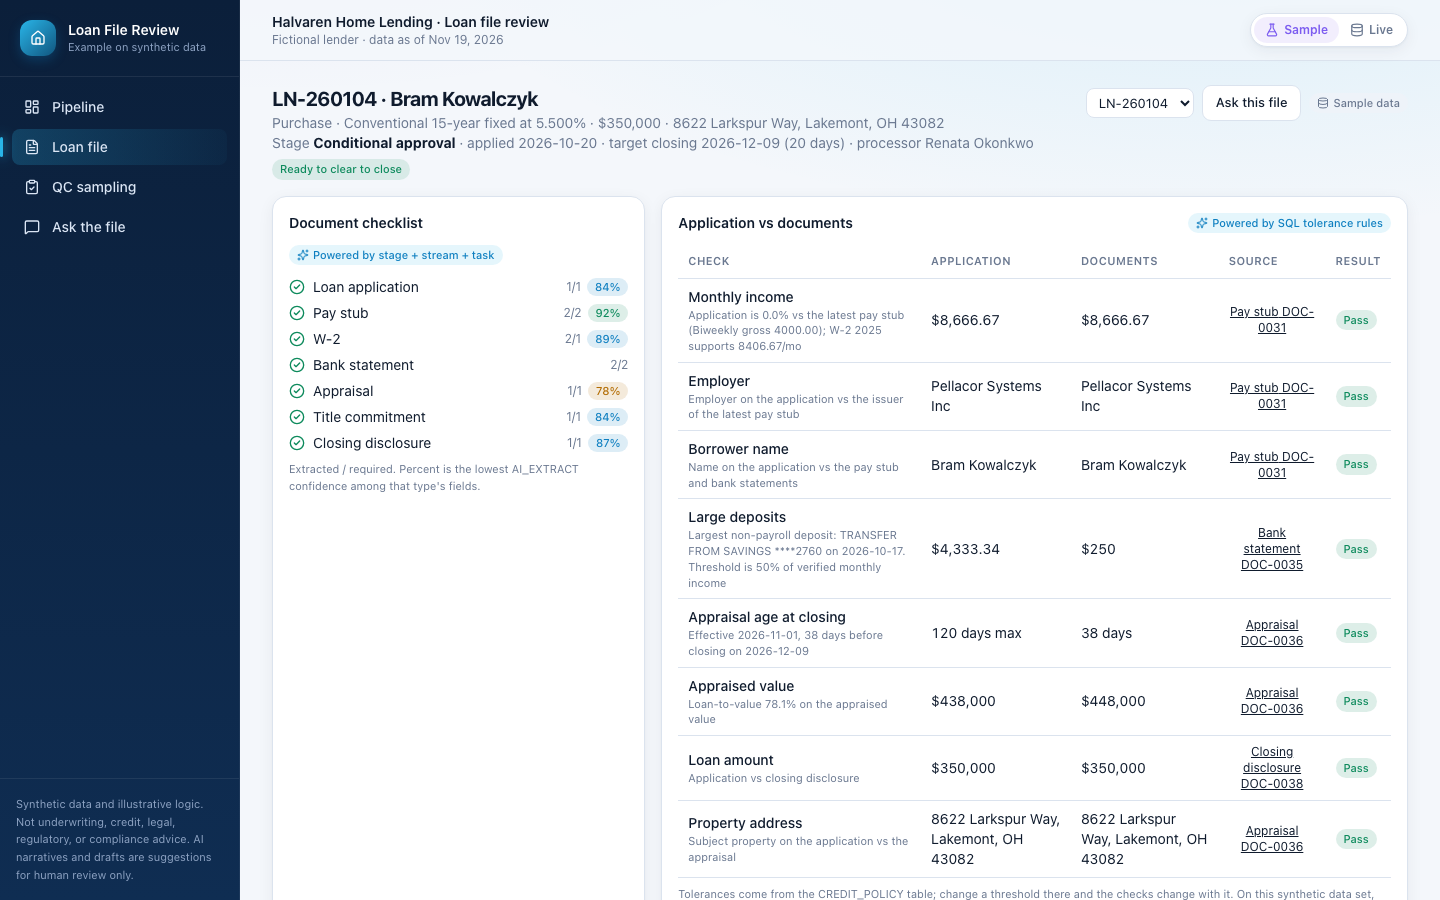 Loan File Review
Example on synthetic data
Pipeline
Loan file
QC sampling
Ask the file
Synthetic data and illustrative logic.
Not underwriting, credit, legal,
regulatory, or compliance advice. AI
narratives and drafts are suggestions
for human review only.
Halvaren Home Lending · Loan file review
Fictional lender · data as of Nov 19, 2026
Sample
Live
LN-260104 · Bram Kowalczyk
Purchase · Conventional 15-year fixed at 5.500% · $350,000 · 8622 Larkspur Way, Lakemont, OH 43082
Stage Conditional approval · applied 2026-10-20 · target closing 2026-12-09 (20 days) · processor Renata Okonkwo
Ready to clear to close
LN-260104
Ask this file
Sample data
Document checklist
Powered by stage + stream + task
Loan application 1/1 84%
Pay stub 2/2 92%
W-2 2/1 89%
Bank statement 2/2
Appraisal 1/1 78%
Title commitment 1/1 84%
Closing disclosure 1/1 87%
Extracted / required. Percent is the lowest AI_EXTRACT
confidence among that type's fields.
Application vs documents
Powered by SQL tolerance rules
CHECK APPLICATION DOCUMENTS SOURCE RESULT
Monthly income
Application is 0.0% vs the latest pay stub
(Biweekly gross 4000.00); W-2 2025
supports 8406.67/mo
$8,666.67
$8,666.67
Pay stub DOC-
0031
Pass
Employer
Employer on the application vs the issuer
of the latest pay stub
Pellacor Systems
Inc
Pellacor Systems
Inc
Pay stub DOC-
0031
Pass
Borrower name
Name on the application vs the pay stub
and bank statements
Bram Kowalczyk
Bram Kowalczyk
Pay stub DOC-
0031
Pass
Large deposits
Largest non-payroll deposit: TRANSFER
FROM SAVINGS ****2760 on 2026-10-17.
Threshold is 50% of verified monthly
income
$4,333.34
$250
Bank
statement
DOC-0035
Pass
Appraisal age at closing
Effective 2026-11-01, 38 days before
closing on 2026-12-09
120 days max
38 days
Appraisal
DOC-0036
Pass
Appraised value
Loan-to-value 78.1% on the appraised
value
$438,000
$448,000
Appraisal
DOC-0036
Pass
Loan amount
Application vs closing disclosure
$350,000
$350,000
Closing
disclosure
DOC-0038
Pass
Property address
Subject property on the application vs the
appraisal
8622 Larkspur Way,
Lakemont, OH
43082
8622 Larkspur
Way, Lakemont, OH
43082
Appraisal
DOC-0036
Pass
Tolerances come from the CREDIT_POLICY table; change a threshold there and the checks change with it. On this synthetic data set,